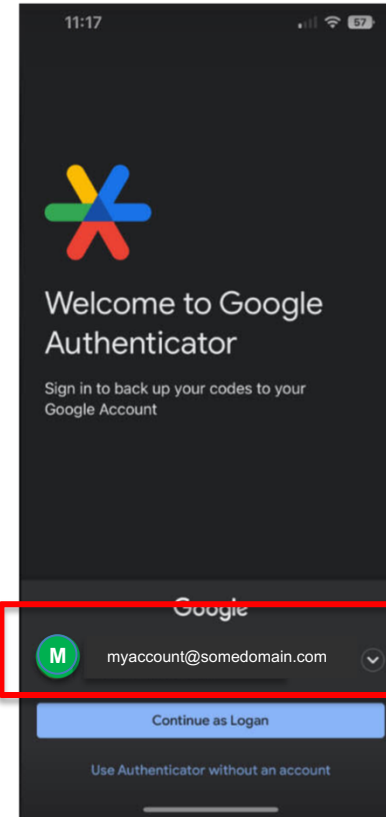 11:17
57
Welcome to Google
Authenticator
Sign in to back up your codes to your
Google Account
Google
M
myaccount@somedomain.com
Continue as Logan
Use Authenticator without an account